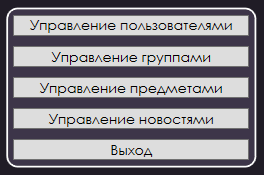 Управление пользователями
Управление группами
Управление предметами
Управление новостями
Выход